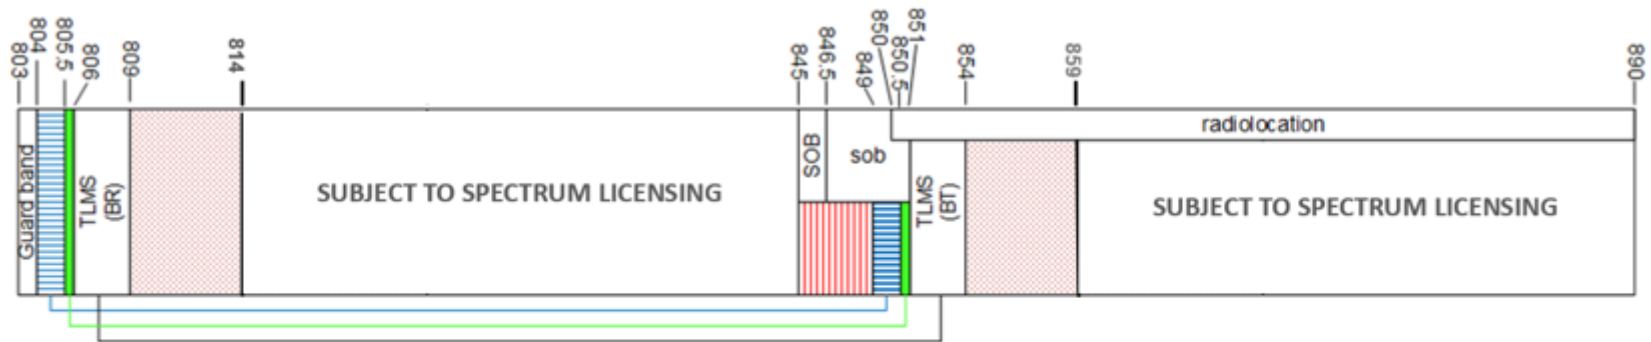 803
804
805.5
806
809
814
845
846.5
849
850
850.5
851
854
859
890
Guard band
TLMS
(BR)
SUBJECT TO SPECTRUM LICENSING
SOB
sob
radiolocation
TLMS
(BT)
SUBJECT TO SPECTRUM LICENSING